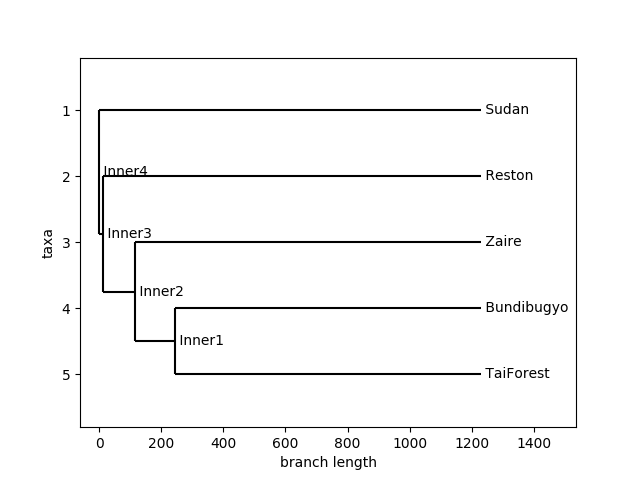 1
Sudan
Inner4
2
Reston
Inner3
3
Zaire
taxa
Inner2
4
Bundibugyo
Inner1
5
TaiForest
0 200 400 600 800 1000 1200 1400
branch length